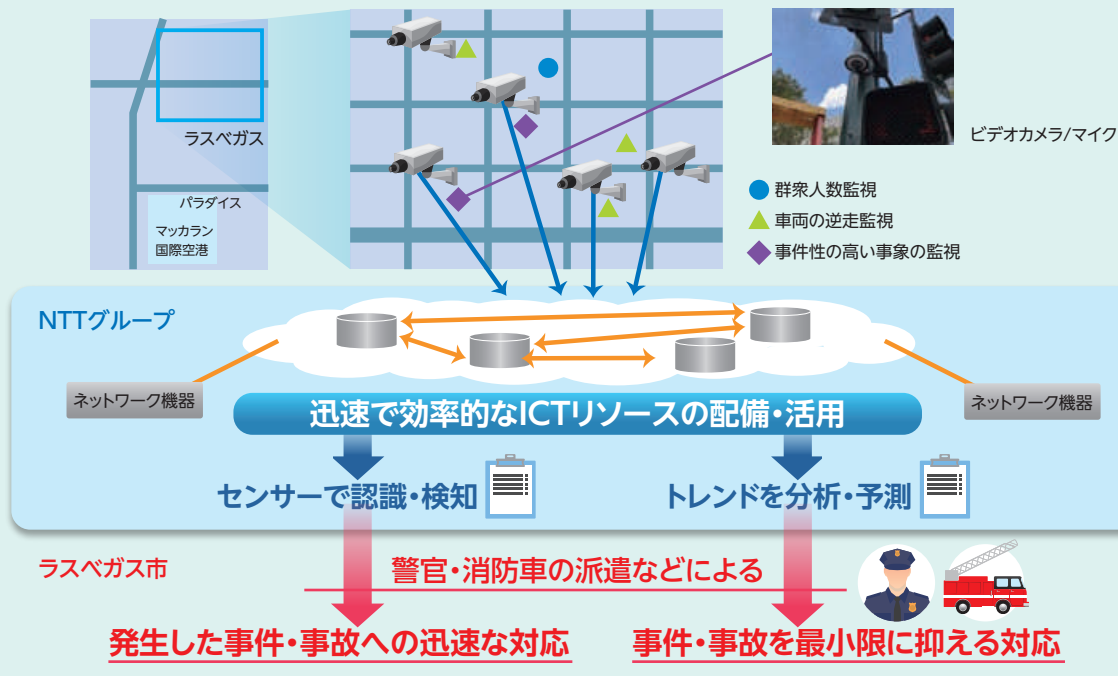 ラスベガス
パラダイス
マッカラン
国際空港
ビデオカメラ/マイク
群衆人数監視
車両の逆走監視
事件性の高い事象の監視
NTTグループ
ネットワーク機器
ネットワーク機器
迅速で効率的なICTリソースの配備・活用
センサーで認識・検知
トレンドを分析・予測
ラスベガス市
警官・消防車の派遣などによる
発生した事件・事故への迅速な対応
事件・事故を最小限に抑える対応